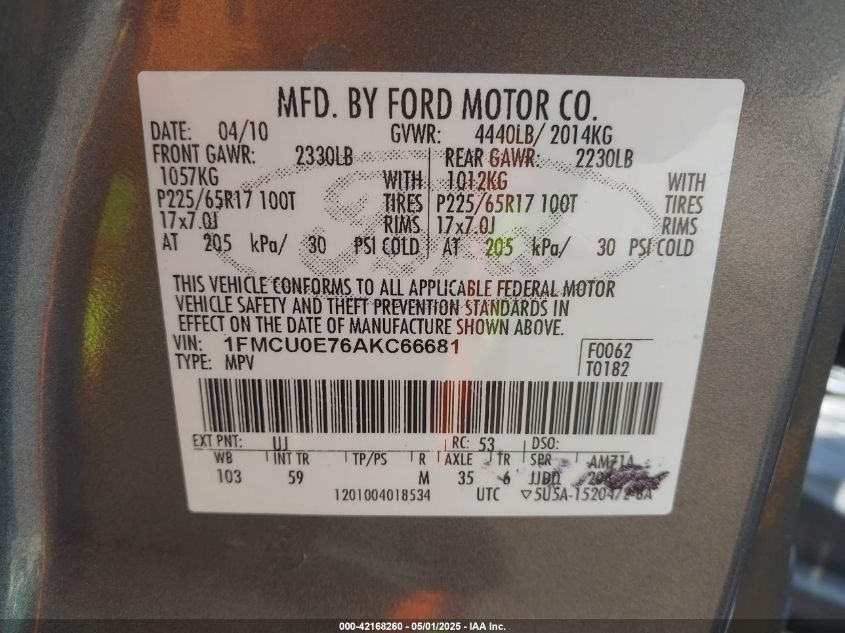 MFD. BY FORD MOTOR CO.
DATE: 04/10 GVWR: 4440LB/ 2014KG
FRONT GAWR: 2330LB REAR GAWR: 2230LB
1057KG WITH 1012KG WITH
P225/65R17 100T TIRES P225/65R17 100T TIRES
17x7.0J RIMS 17x7.0J RIMS
AT 205 kPa/ 30 PSI COLD AT 205 kPa/ 30 PSI COLD
THIS VEHICLE CONFORMS TO ALL APPLICABLE FEDERAL MOTOR
VEHICLE SAFETY AND THEFT PREVENTION STANDARDS IN
EFFECT ON THE DATE OF MANUFACTURE SHOWN ABOVE.
VIN: 1FMCU0E76AKC66681 F0062
TYPE: MPV T0182
EXT PNT: UJ RC: 53 DSO:
WB INT TR TP/PS R AXLE TR SPR AM71A
103 59 M 35 6 JJDD
1201004018534 UTC ▽5U5A-1520472-BA
000-42168260 - 05/01/2025 - IAA Inc.